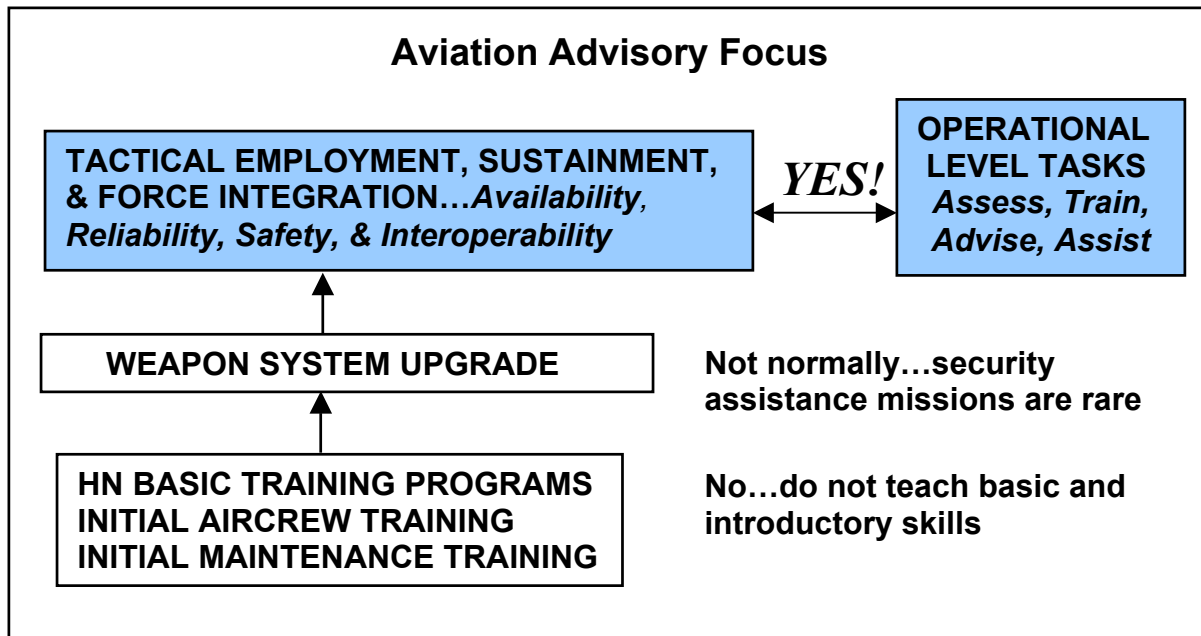 Aviation Advisory Focus
TACTICAL EMPLOYMENT, SUSTAINMENT,
& FORCE INTEGRATION…Availability,
Reliability, Safety, & Interoperability
YES!
OPERATIONAL
LEVEL TASKS
Assess, Train,
Advise, Assist
WEAPON SYSTEM UPGRADE
Not normally…security
assistance missions are rare
HN BASIC TRAINING PROGRAMS
INITIAL AIRCREW TRAINING
INITIAL MAINTENANCE TRAINING
No…do not teach basic and
introductory skills